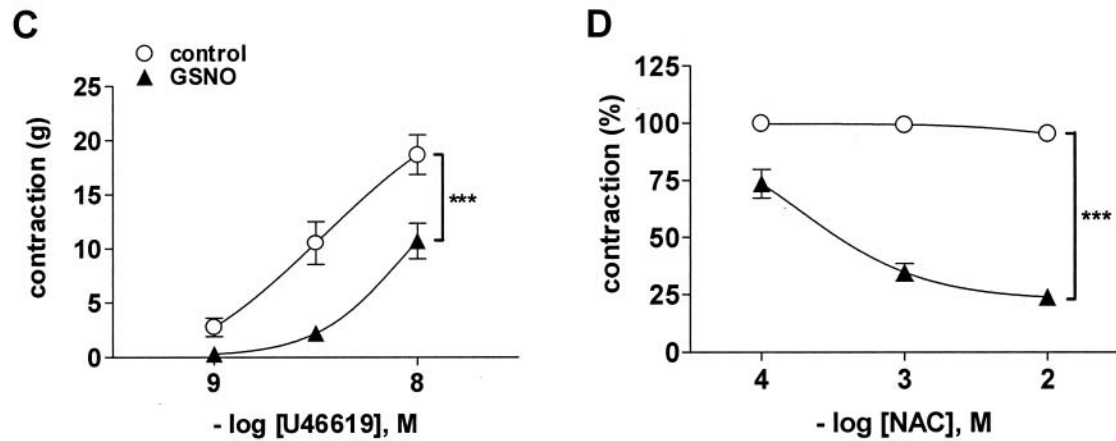 C
control
GSNO
contraction (g)
25
20
15
10
5
0
***
9
8
- log [U46619], M
D
contraction (%)
125
100
75
50
25
0
***
4
3
2
- log [NAC], M